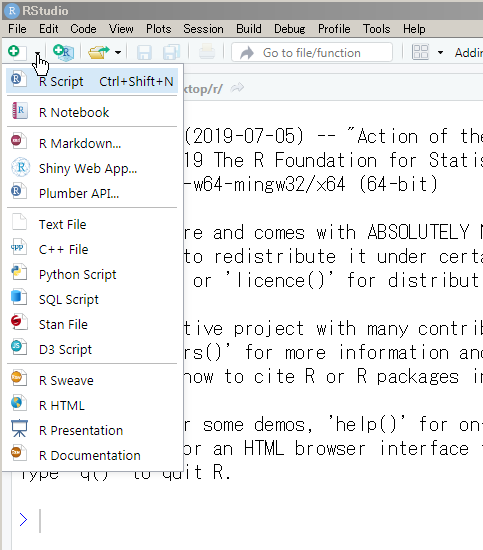 RStudio
File Edit Code View Plots Session Build Debug Profile Tools Help
Go to file/function Addin
R Script Ctrl+Shift+N
R Notebook
R Markdown...
Shiny Web App...
Plumber API...
Text File
C++ File
Python Script
SQL Script
Stan File
D3 Script
R Sweave
R HTML
R Presentation
R Documentation
ktop/r/
(2019-07-05) -- "Action of the
19 The R Foundation for Statis
-w64-mingw32/x64 (64-bit)
re and comes with ABSOLUTELY N
to redistribute it under certa
or 'licence()' for distribut
tive project with many contrib
rs()' for more information and
how to cite R or R packages in
r some demos, 'help()' for on-
or an HTML browser interface
Type 'q()' to quit R.
>